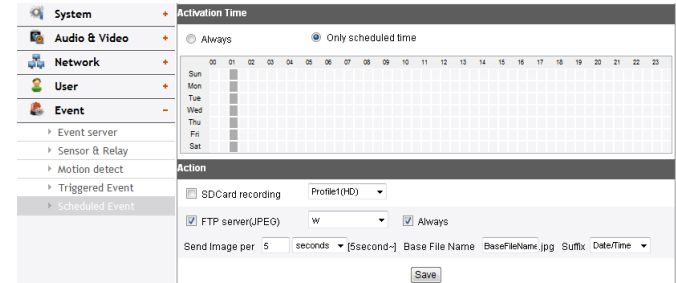 System +
Audio & Video +
Network +
User +
Event -
Event server
Sensor & Relay
Motion detect
Triggered Event
Scheduled Event
Activation Time
Always Only scheduled time
00 01 02 03 04 05 06 07 08 09 10 11 12 13 14 15 16 17 18 19 20 21 22 23
Sun
Mon
Tue
Wed
Thu
Fri
Sat
Action
SDCard recording Profile1(HD)
FTP server(JPEG) w Always
Send Image per 5 seconds [5second~] Base File Name BaseFileName .jpg Suffix Date/Time
Save